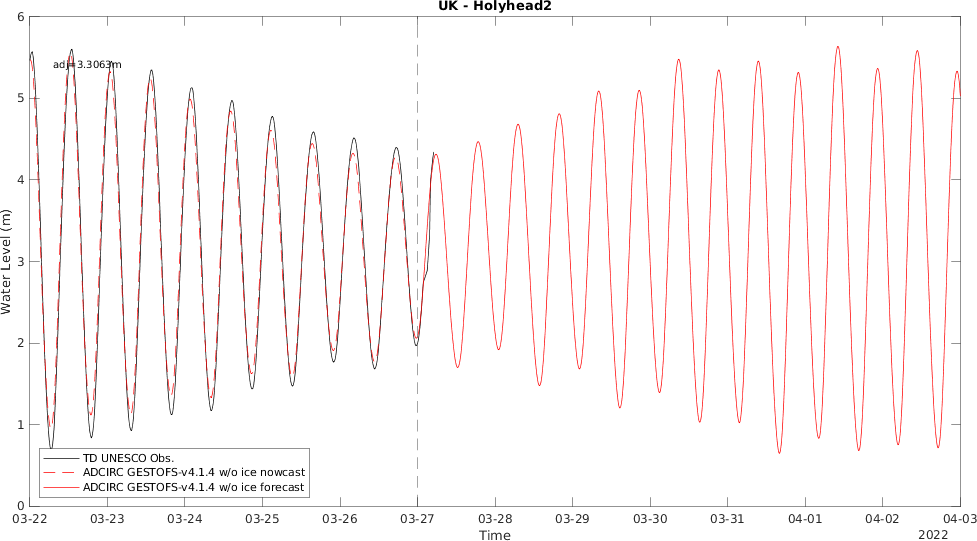 UK - Holyhead2
6
adj=3.3063m
5
4
3
2
1
0
Water Level (m)
TD UNESCO Obs.
ADCIRC GESTOFS-v4.1.4 w/o ice nowcast
ADCIRC GESTOFS-v4.1.4 w/o ice forecast
03-22 03-23 03-24 03-25 03-26 03-27 03-28 03-29 03-30 03-31 04-01 04-02 04-03
Time
2022